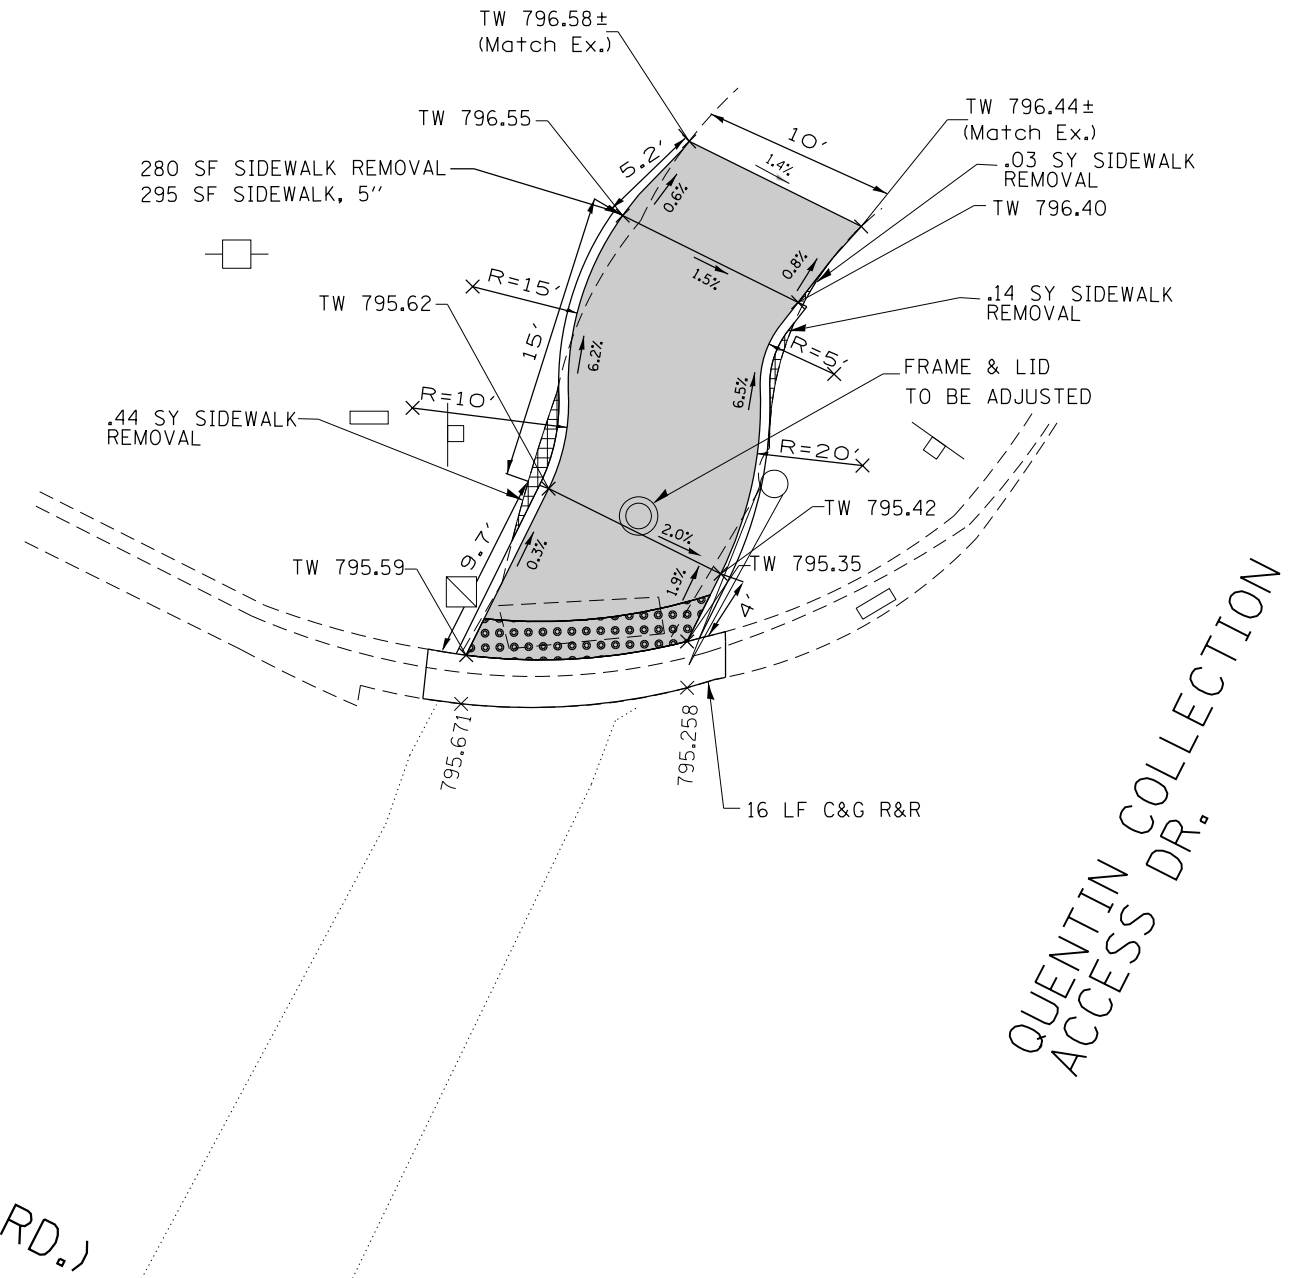 TW 796.58±
(Match Ex.)
TW 796.55
TW 796.44±
(Match Ex.)
10'
5.2'
1.4%
280 SF SIDEWALK REMOVAL
295 SF SIDEWALK, 5"
.03 SY SIDEWALK
REMOVAL
0.6%
TW 796.40
1.5%
0.8%
R=15'
TW 795.62
.14 SY SIDEWALK
REMOVAL
15'
6.2%
R=5'
FRAME & LID
TO BE ADJUSTED
6.5%
R=10'
.44 SY SIDEWALK
REMOVAL
R=20'
TW 795.42
2.0%
9.7'
0.3%
TW 795.59
TW 795.35
1.9%
4'
795.671
795.258
16 LF C&G R&R
QUENTIN COLLECTION
ACCESS DR.
RD.)